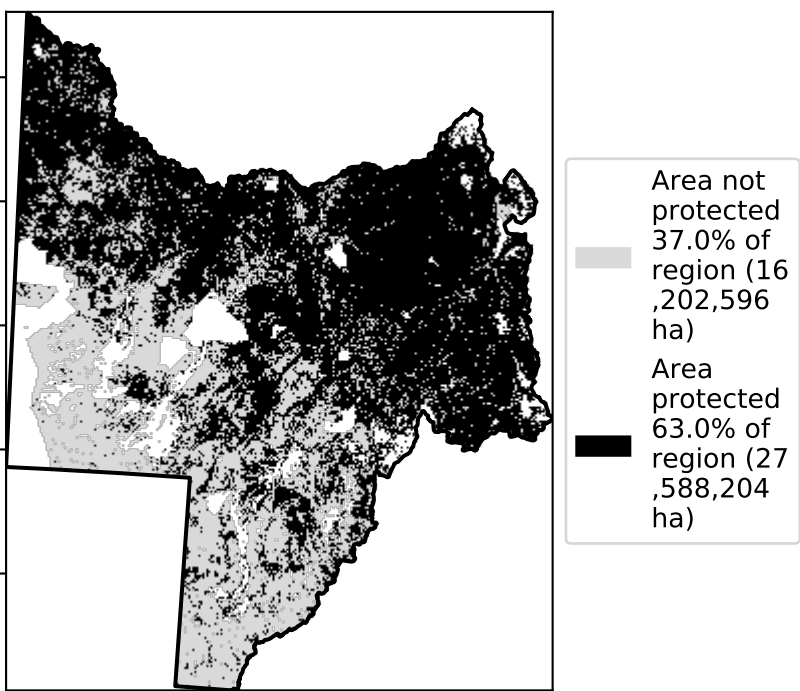 Area not
protected
37.0% of
region (16
,202,596
ha)
Area
protected
63.0% of
region (27
,588,204
ha)